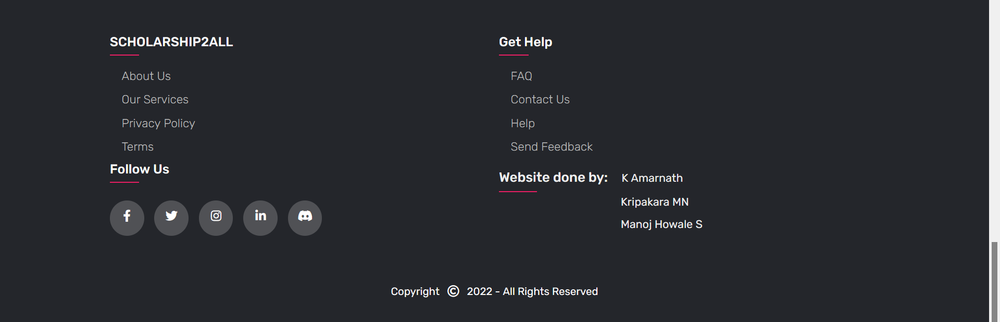 SCHOLARSHIP2ALL
About Us
Our Services
Privacy Policy
Terms
Follow Us
Get Help
FAQ
Contact Us
Help
Send Feedback
Website done by: K Amarnath
Kripakara MN
Manoj Howale S
Copyright © 2022 - All Rights Reserved